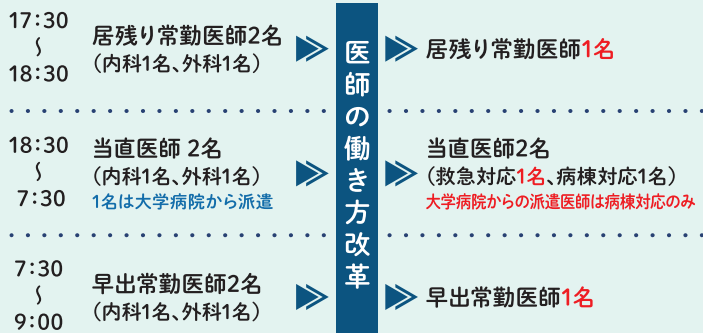 17:30
〜
18:30
居残り常勤医師2名
（内科1名、外科1名）
居残り常勤医師1名
18:30
〜
7:30
当直医師 2名
（内科1名、外科1名）
1名は大学病院から派遣
医師の働き方改革
当直医師2名
（救急対応1名、病棟対応1名）
大学病院からの派遣医師は病棟対応のみ
7:30
〜
9:00
早出常勤医師2名
（内科1名、外科1名）
早出常勤医師1名